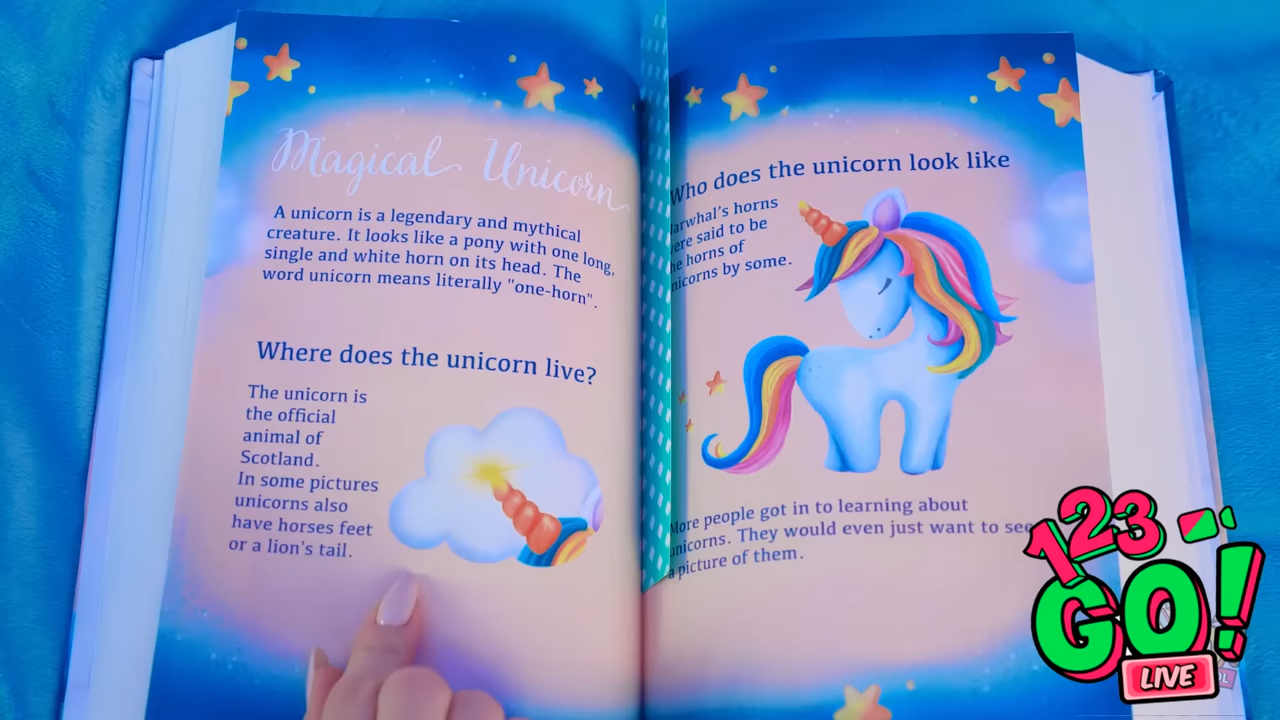 Magical Unicorn
A unicorn is a legendary and mythical
creature. It looks like a pony with one long,
single and white horn on its head. The
word unicorn means literally "one-horn".
Where does the unicorn live?
The unicorn is
the official
animal of
Scotland.
In some pictures
unicorns also
have horses feet
or a lion's tail.
Who does the unicorn look like
arwhal's horns
ere said to be
he horns of
nicorns by some.
More people got in to learning about
unicorns. They would even just want to see
a picture of them.
123
GO!
LIVE